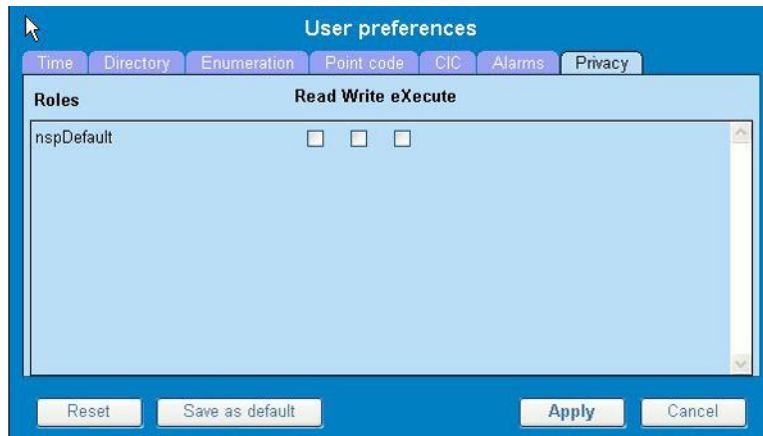 User preferences
Time Directory Enumeration Point code CIC Alarms Privacy
Roles Read Write eXecute
nspDefault
Reset Save as default Apply Cancel